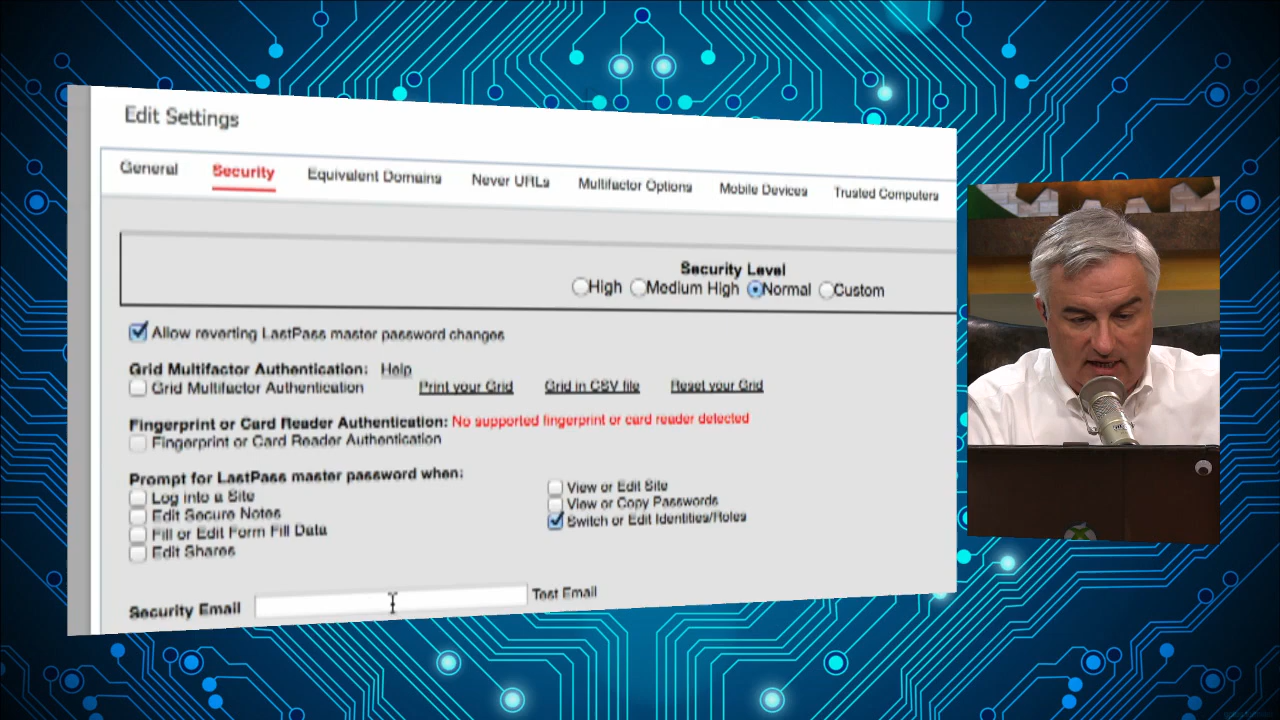 Edit Settings
General Security Equivalent Domains Never URLs Multifactor Options Mobile Devices Trusted Computers
Security Level
High Medium High Normal Custom
Allow reverting LastPass master password changes
Grid Multifactor Authentication: Help
Grid Multifactor Authentication Print your Grid Grid in CSV file Reset your Grid
Fingerprint or Card Reader Authentication: No supported fingerprint or card reader detected
Fingerprint or Card Reader Authentication
Prompt for LastPass master password when:
Log into a Site
Edit Secure Notes
Fill or Edit Form Fill Data
Edit Shares
View or Edit Site
View or Copy Passwords
Switch or Edit Identities/Roles
Security Email Test Email